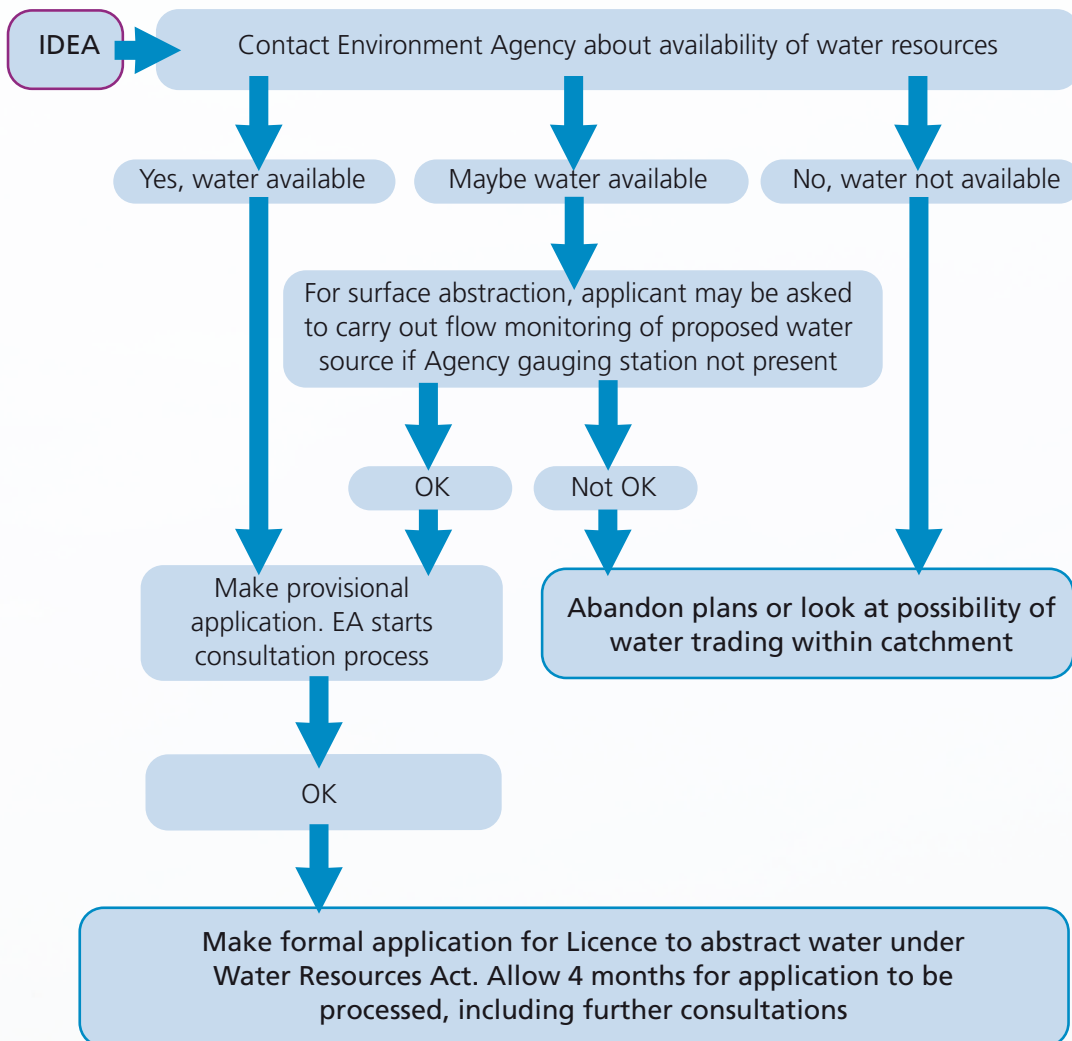 IDEA
Contact Environment Agency about availability of water resources
Yes, water available
Maybe water available
No, water not available
For surface abstraction, applicant may be asked
to carry out flow monitoring of proposed water
source if Agency gauging station not present
OK
Not OK
Make provisional
application. EA starts
consultation process
Abandon plans or look at possibility of
water trading within catchment
OK
Make formal application for Licence to abstract water under
Water Resources Act. Allow 4 months for application to be
processed, including further consultations